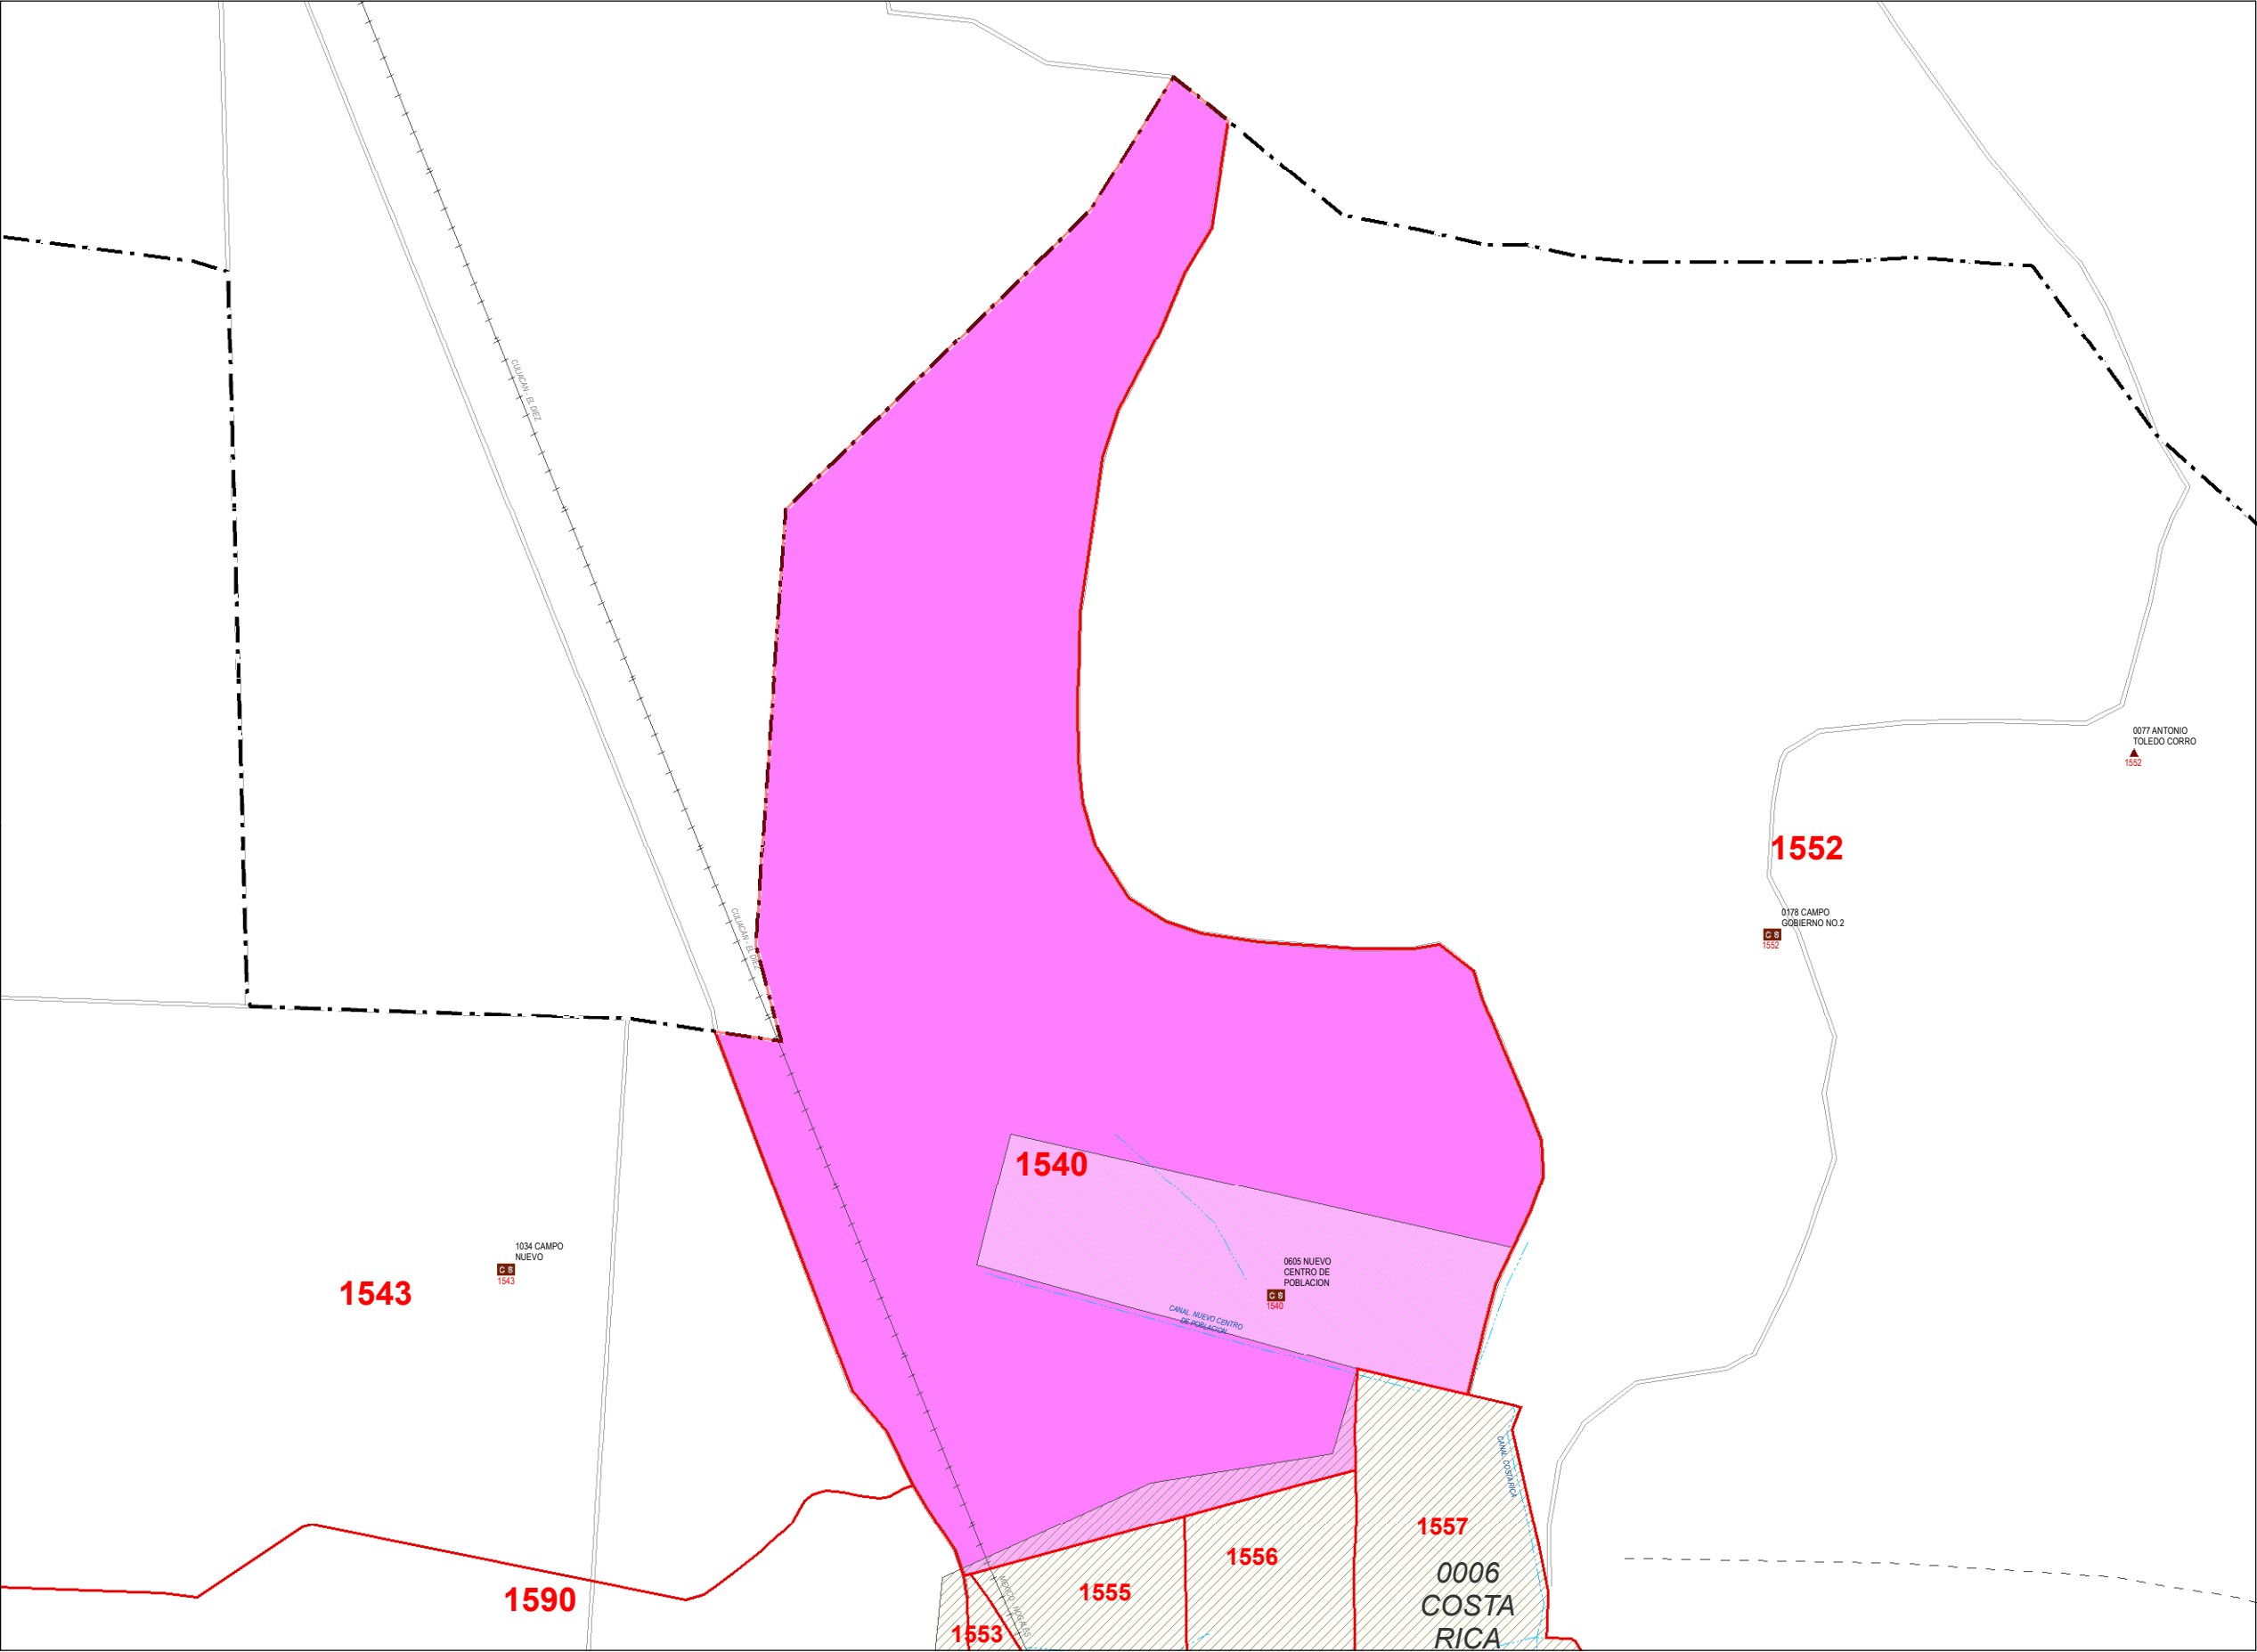 CULIACAN - EL DIEZ
0077 ANTONIO
TOLEDO CORRO
1552
1552
0178 CAMPO
GOBIERNO NO.2
C S
1552
CULIACAN - EL DIEZ
1540
1034 CAMPO
NUEVO
C S
1543
1543
0605 NUEVO
CENTRO DE
POBLACION
C S
1540
CANAL NUEVO CENTRO
DE POBLACION
CANAL COSTA RICA
1557
1556
0006
COSTA
RICA
1555
1590
MEXICO - NOGALES
1553